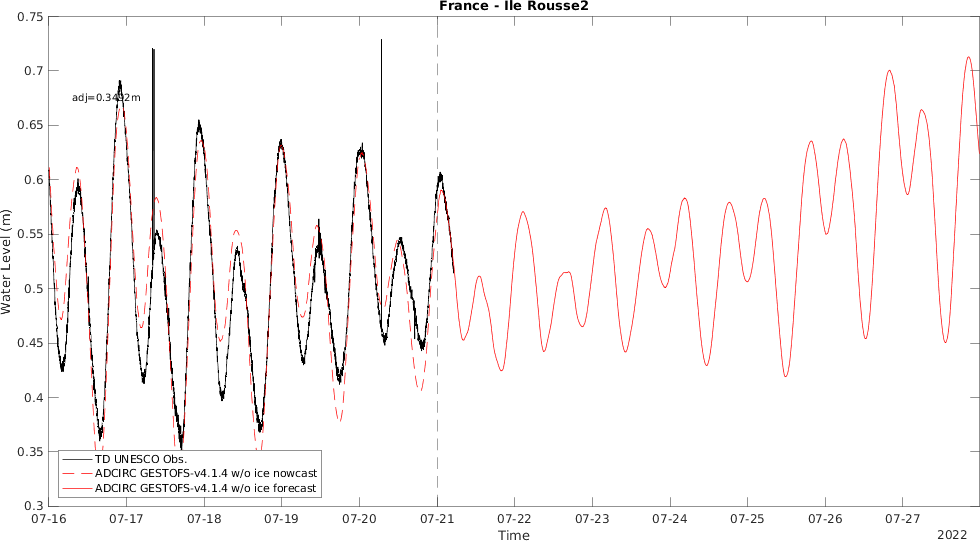 France - Ile Rousse2
0.75
0.7
0.65
0.6
0.55
0.5
0.45
0.4
0.35
0.3
Water Level (m)
adj=0.3492m
TD UNESCO Obs.
ADCIRC GESTOFS-v4.1.4 w/o ice nowcast
ADCIRC GESTOFS-v4.1.4 w/o ice forecast
07-16 07-17 07-18 07-19 07-20 07-21 07-22 07-23 07-24 07-25 07-26 07-27
Time
2022